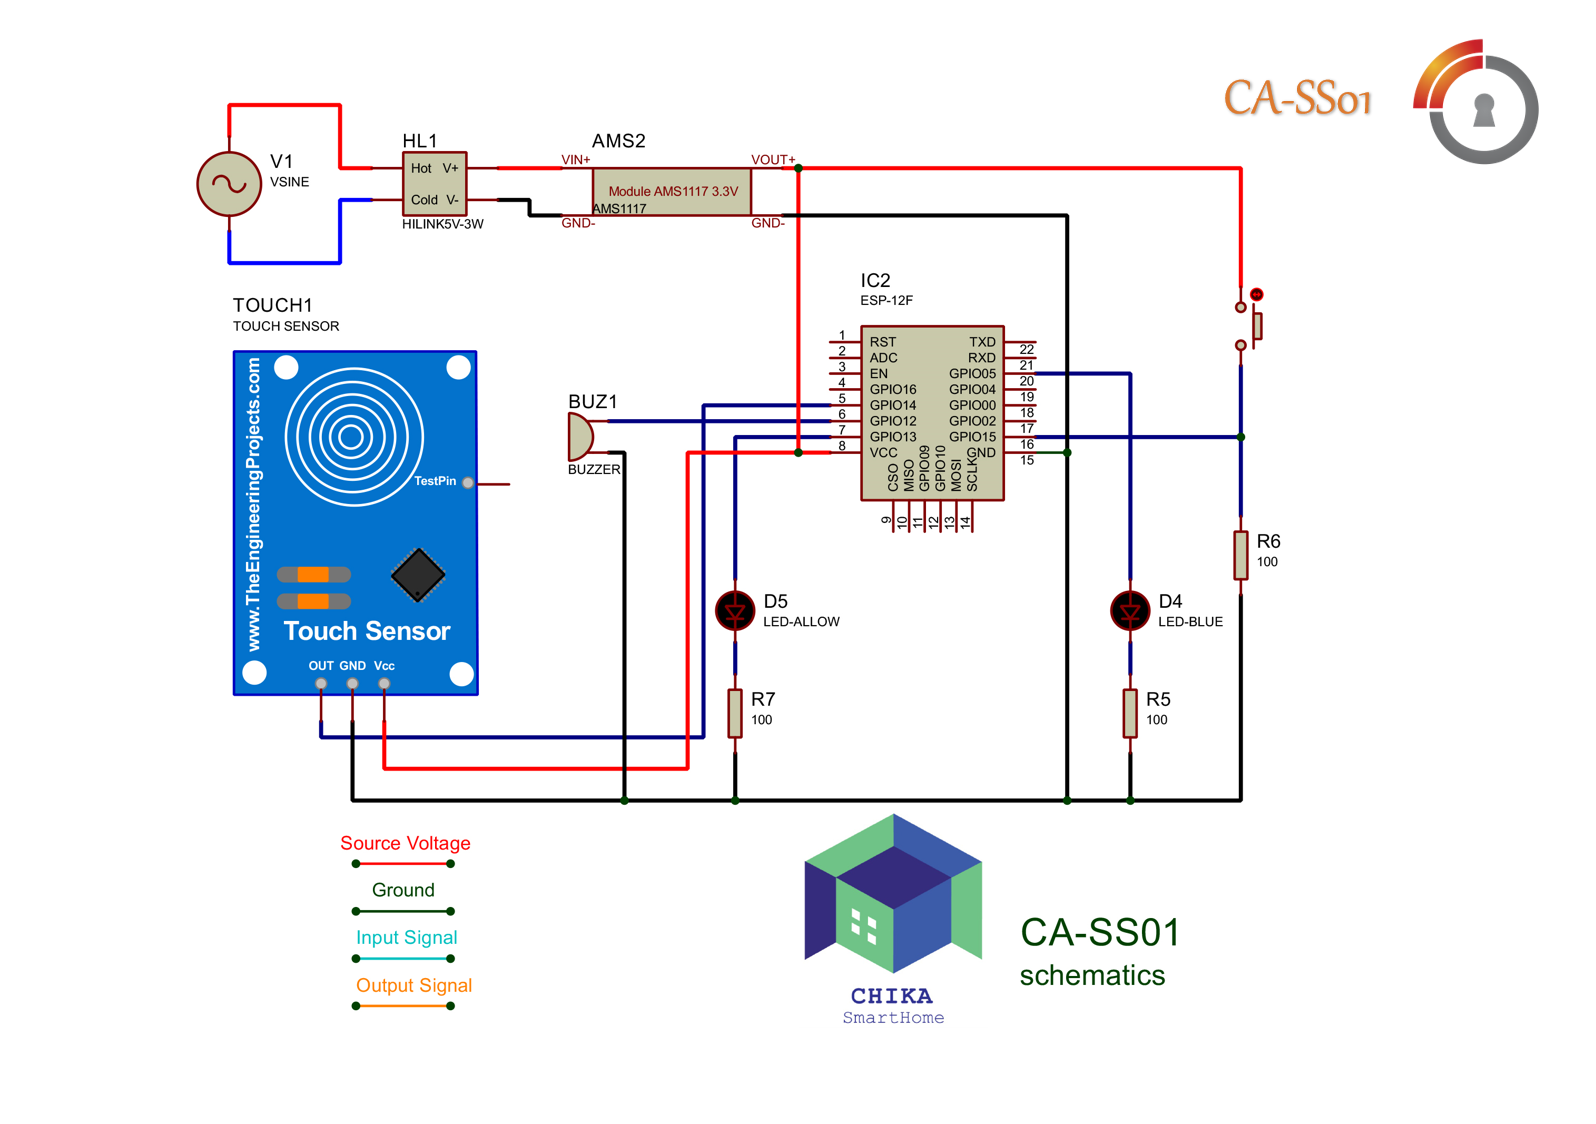 CA-SS01
HL1
AMS2
V1
VSINE
Hot V+
Cold V-
HILINK5V-3W
VIN+
VOUT+
Module AMS1117 3.3V
AMS1117
GND-
GND-
TOUCH1
TOUCH SENSOR
IC2
ESP-12F
1
2
3
4
5
6
7
8
RST
ADC
EN
GPIO16
GPIO14
GPIO12
GPIO13
VCC
TXD
RXD
GPIO05
GPIO04
GPIO00
GPIO02
GPIO15
GND
22
21
20
19
18
17
16
15
CSO
MISO
GPIO09
GPIO10
MOSI
SCLK
9
10
11
12
13
14
BUZ1
BUZZER
www.TheEngineeringProjects.com
TestPin
Touch Sensor
OUT GND Vcc
D5
LED-ALLOW
D4
LED-BLUE
R6
100
R7
100
R5
100
Source Voltage
Ground
Input Signal
Output Signal
CHIKA
SmartHome
CA-SS01
schematics